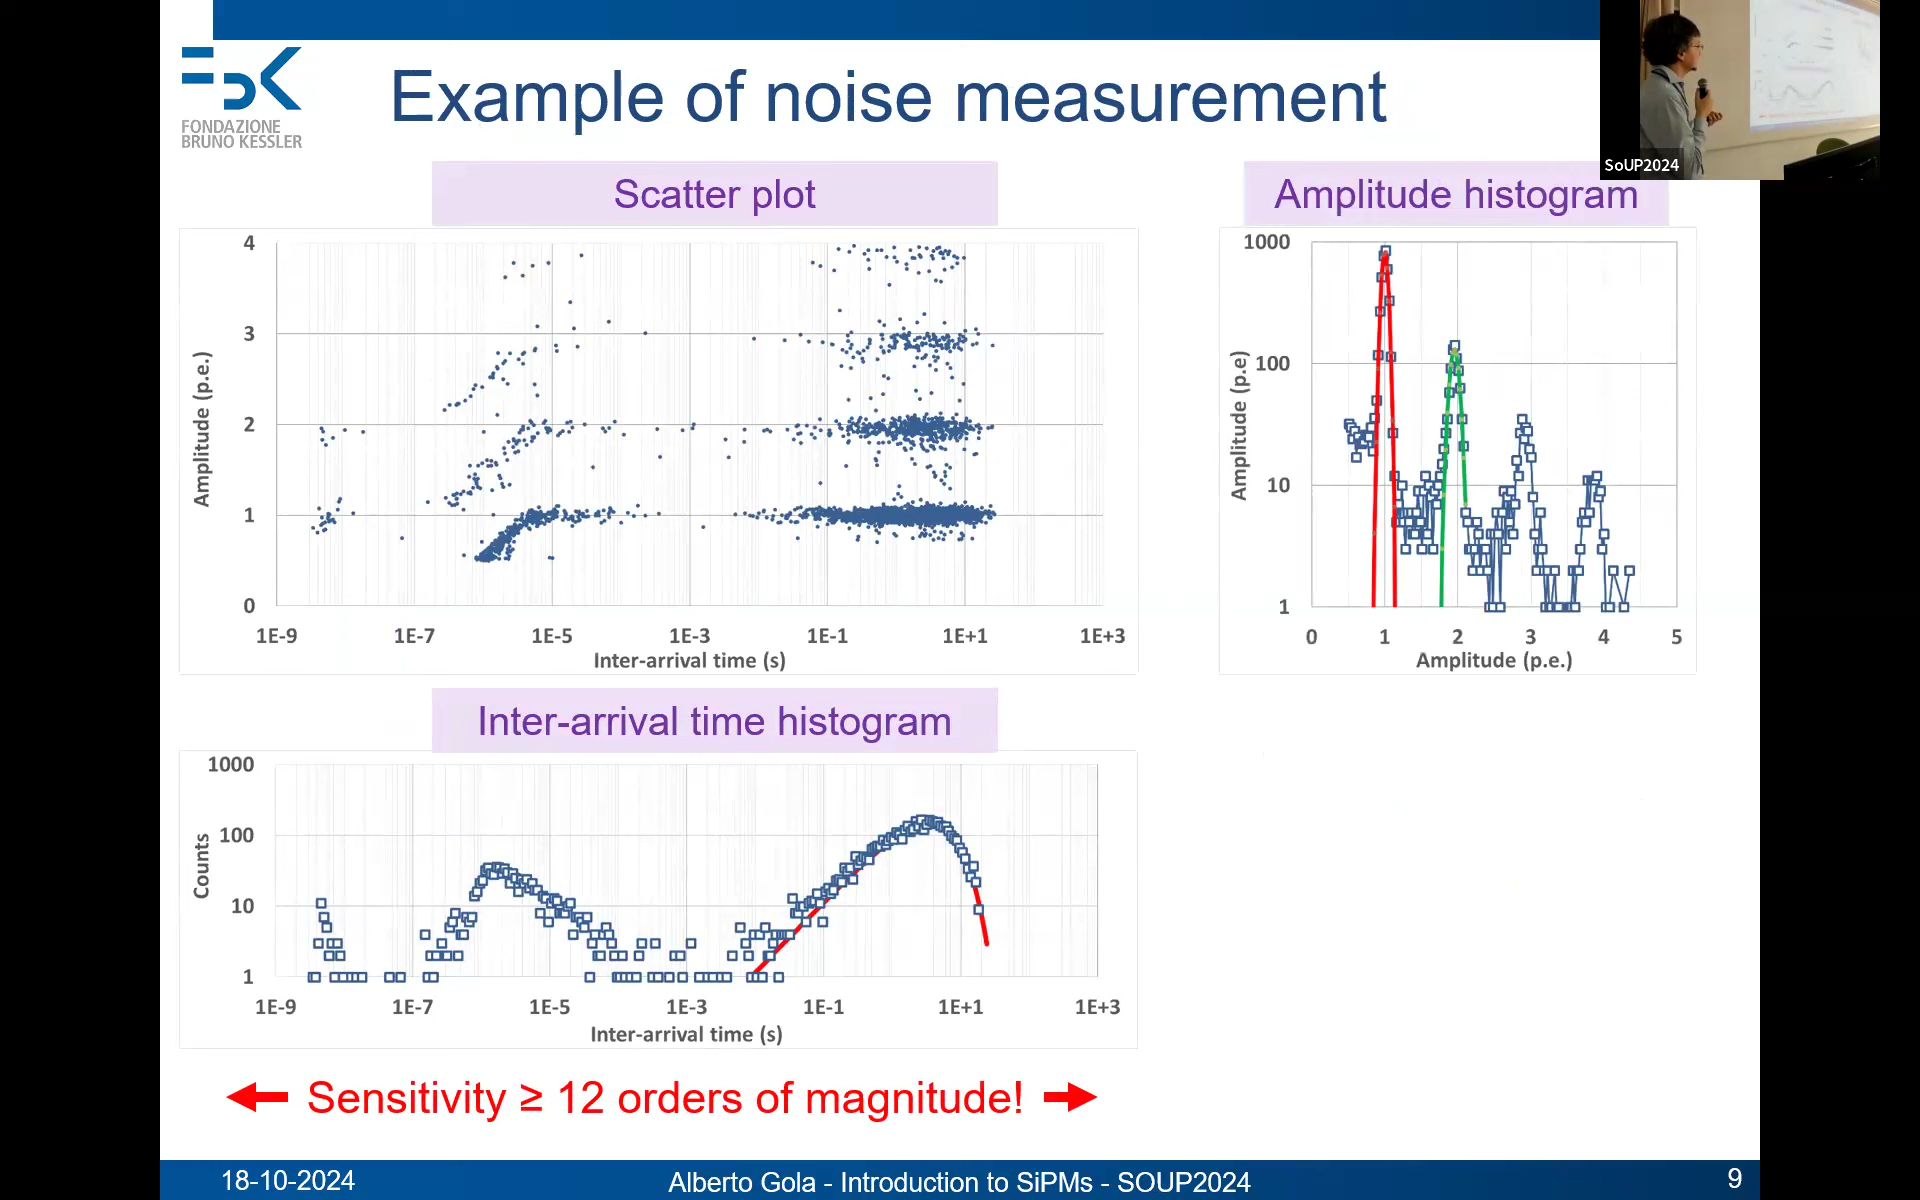 FBK
FONDAZIONE
BRUNO KESSLER
Example of noise measurement
SoUP2024
Scatter plot
Amplitude (p.e.)
4
3
2
1
0
1E-9 1E-7 1E-5 1E-3 1E-1 1E+1 1E+3
Inter-arrival time (s)
Amplitude histogram
Amplitude (p.e)
1000
100
10
1
0 1 2 3 4 5
Amplitude (p.e.)
Inter-arrival time histogram
Counts
1000
100
10
1
1E-9 1E-7 1E-5 1E-3 1E-1 1E+1 1E+3
Inter-arrival time (s)
Sensitivity ≥ 12 orders of magnitude!
18-10-2024 Alberto Gola - Introduction to SiPMs - SOUP2024 9